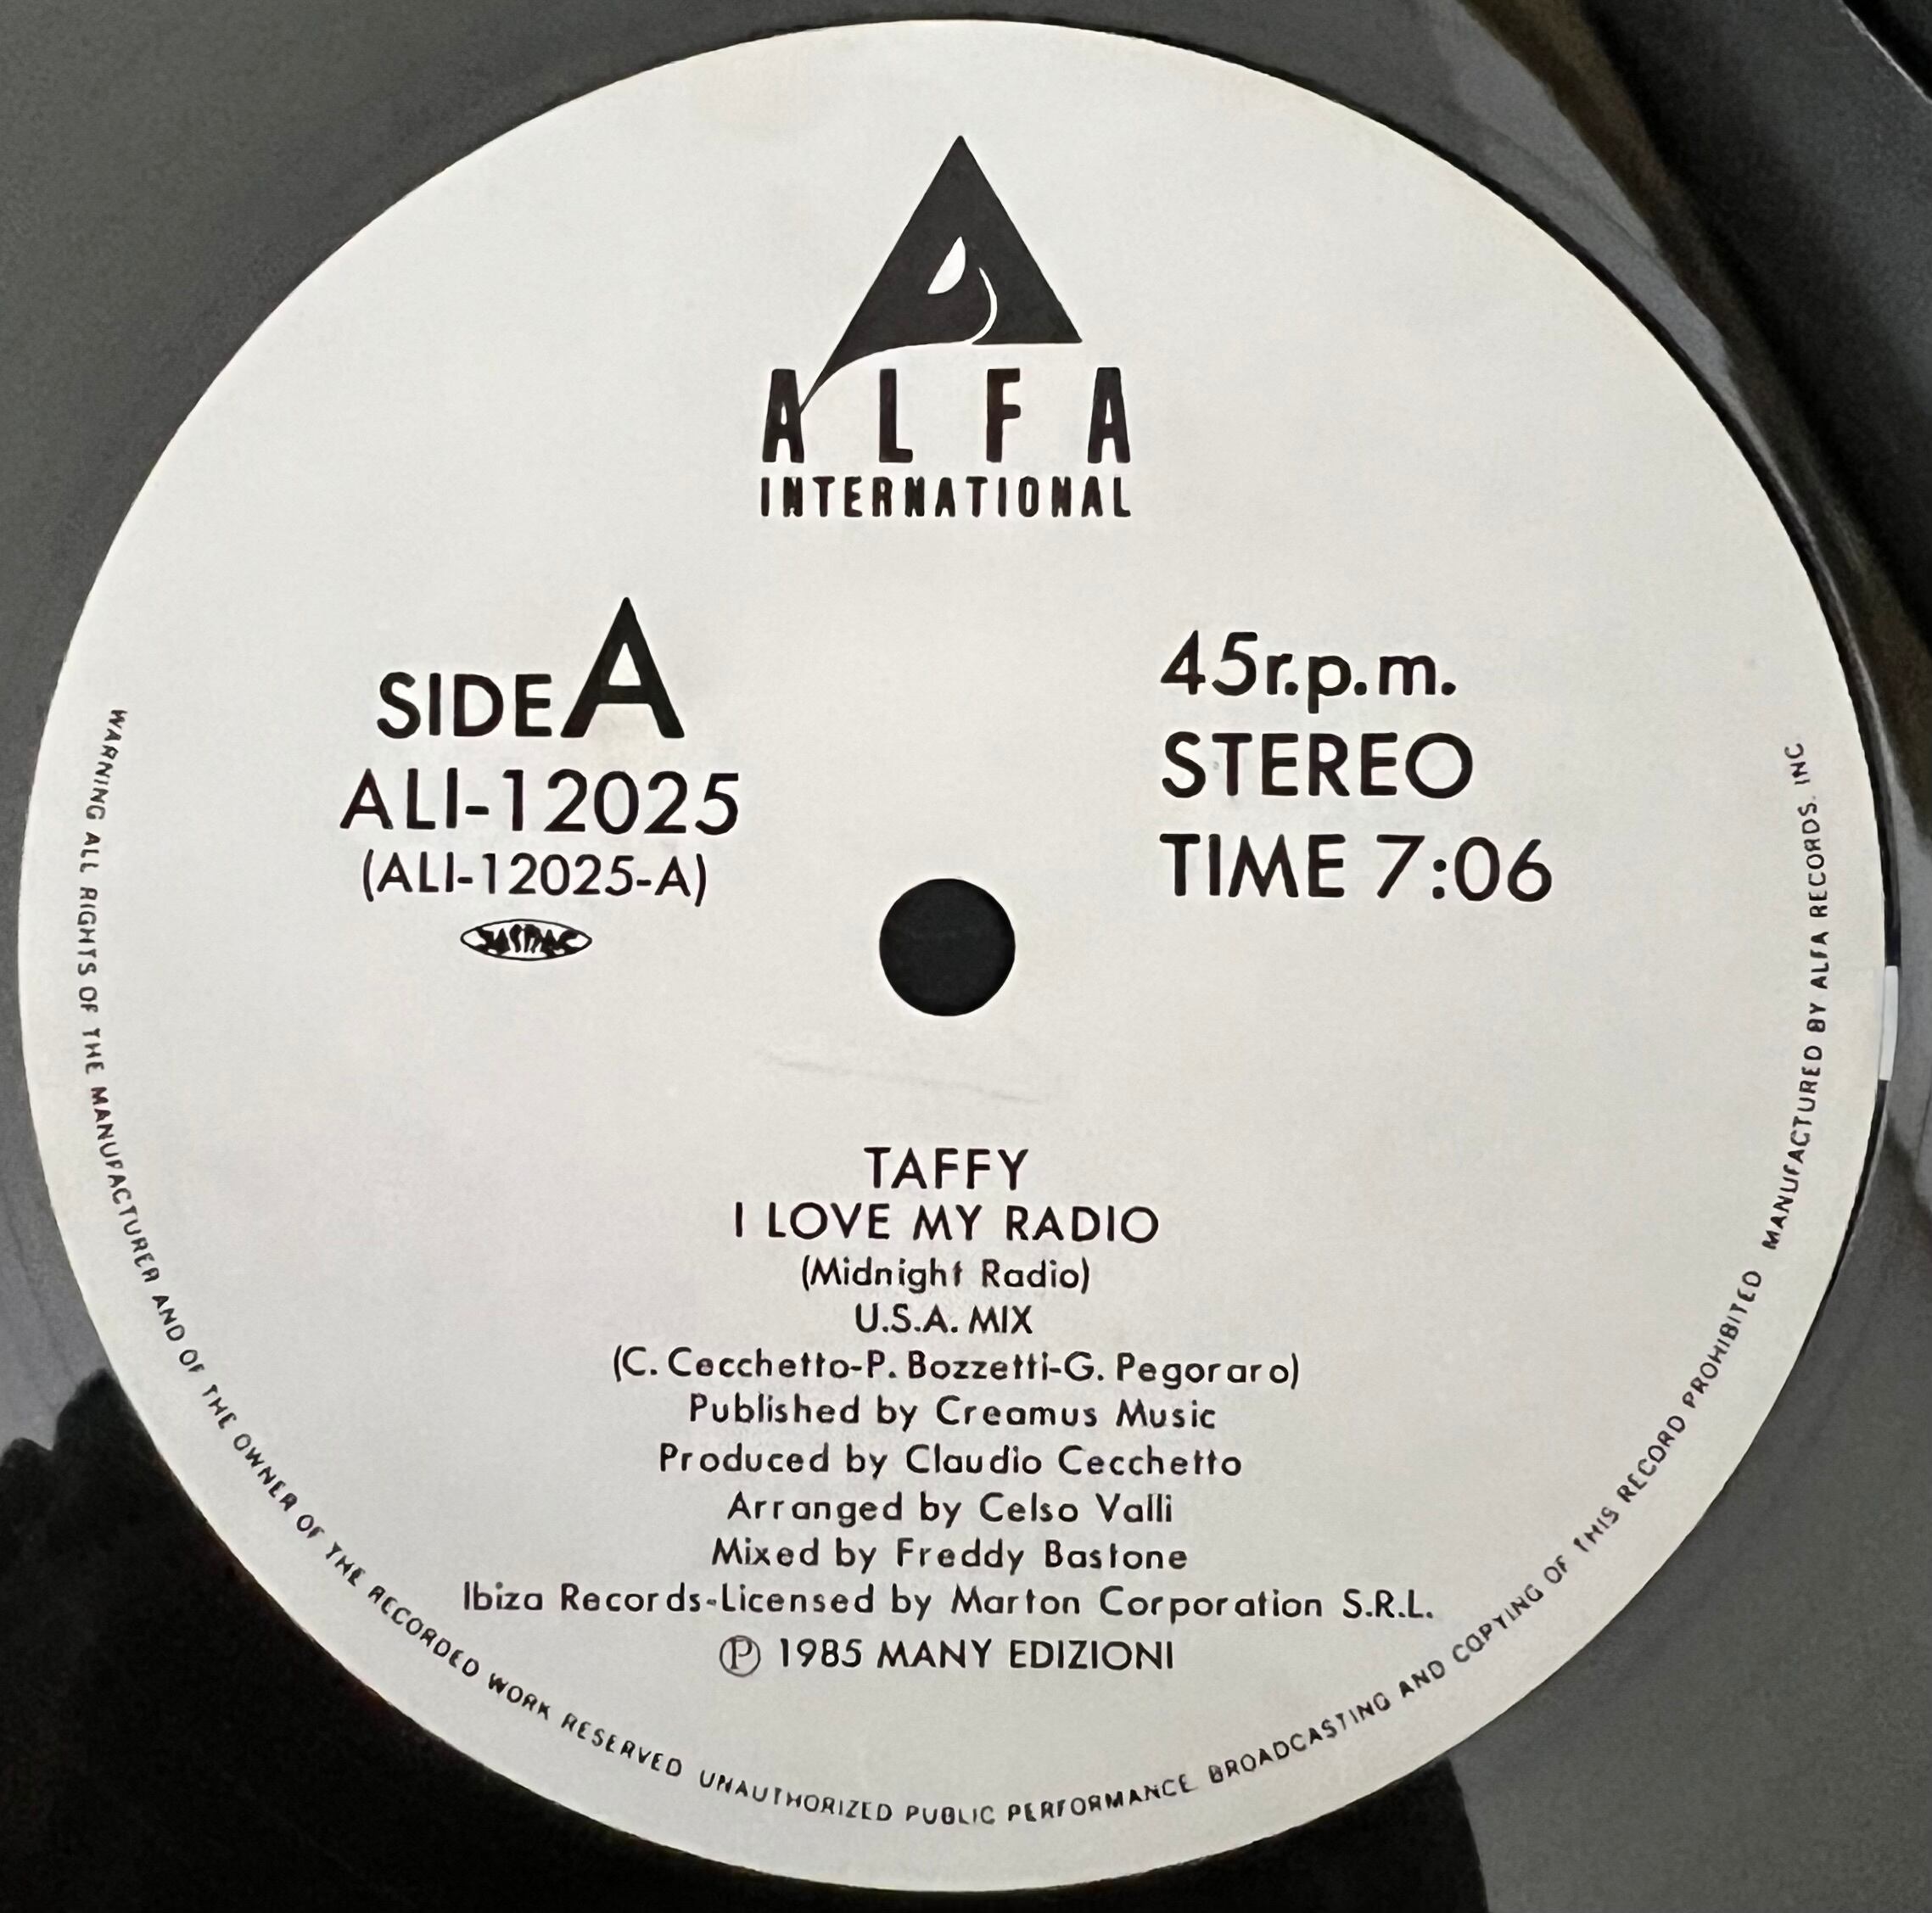 ALFA
INTERNATIONAL
SIDE A
ALI-12025
(ALI-12025-A)
JASRAC
45r.p.m.
STEREO
TIME 7:06
TAFFY
I LOVE MY RADIO
(Midnight Radio)
U.S.A. MIX
(C. Cecchetto-P. Bozzetti-G. Pegoraro)
Published by Creamus Music
Produced by Claudio Cecchetto
Arranged by Celso Valli
Mixed by Freddy Bastone
Ibiza Records-Licensed by Marton Corporation S.R.L.
℗ 1985 MANY EDIZIONI
WARNING ALL RIGHTS OF THE MANUFACTURER AND OF THE OWNER OF THE RECORDED WORK RESERVED UNAUTHORIZED PUBLIC PERFORMANCE BROADCASTING AND COPYING OF THIS RECORD PROHIBITED MANUFACTURED BY ALFA RECORDS. INC